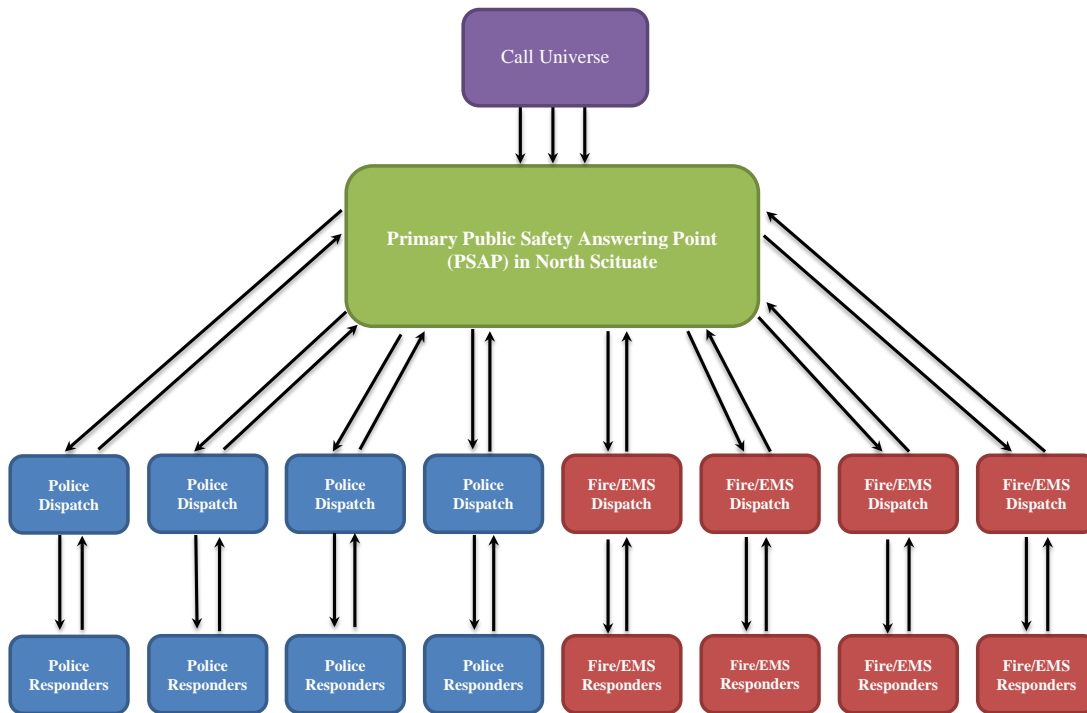 Call Universe
Primary Public Safety Answering Point
(PSAP) in North Scituate
Police
Dispatch
Police
Dispatch
Police
Dispatch
Police
Dispatch
Fire/EMS
Dispatch
Fire/EMS
Dispatch
Fire/EMS
Dispatch
Fire/EMS
Dispatch
Police
Responders
Police
Responders
Police
Responders
Police
Responders
Fire/EMS
Responders
Fire/EMS
Responders
Fire/EMS
Responders
Fire/EMS
Responders